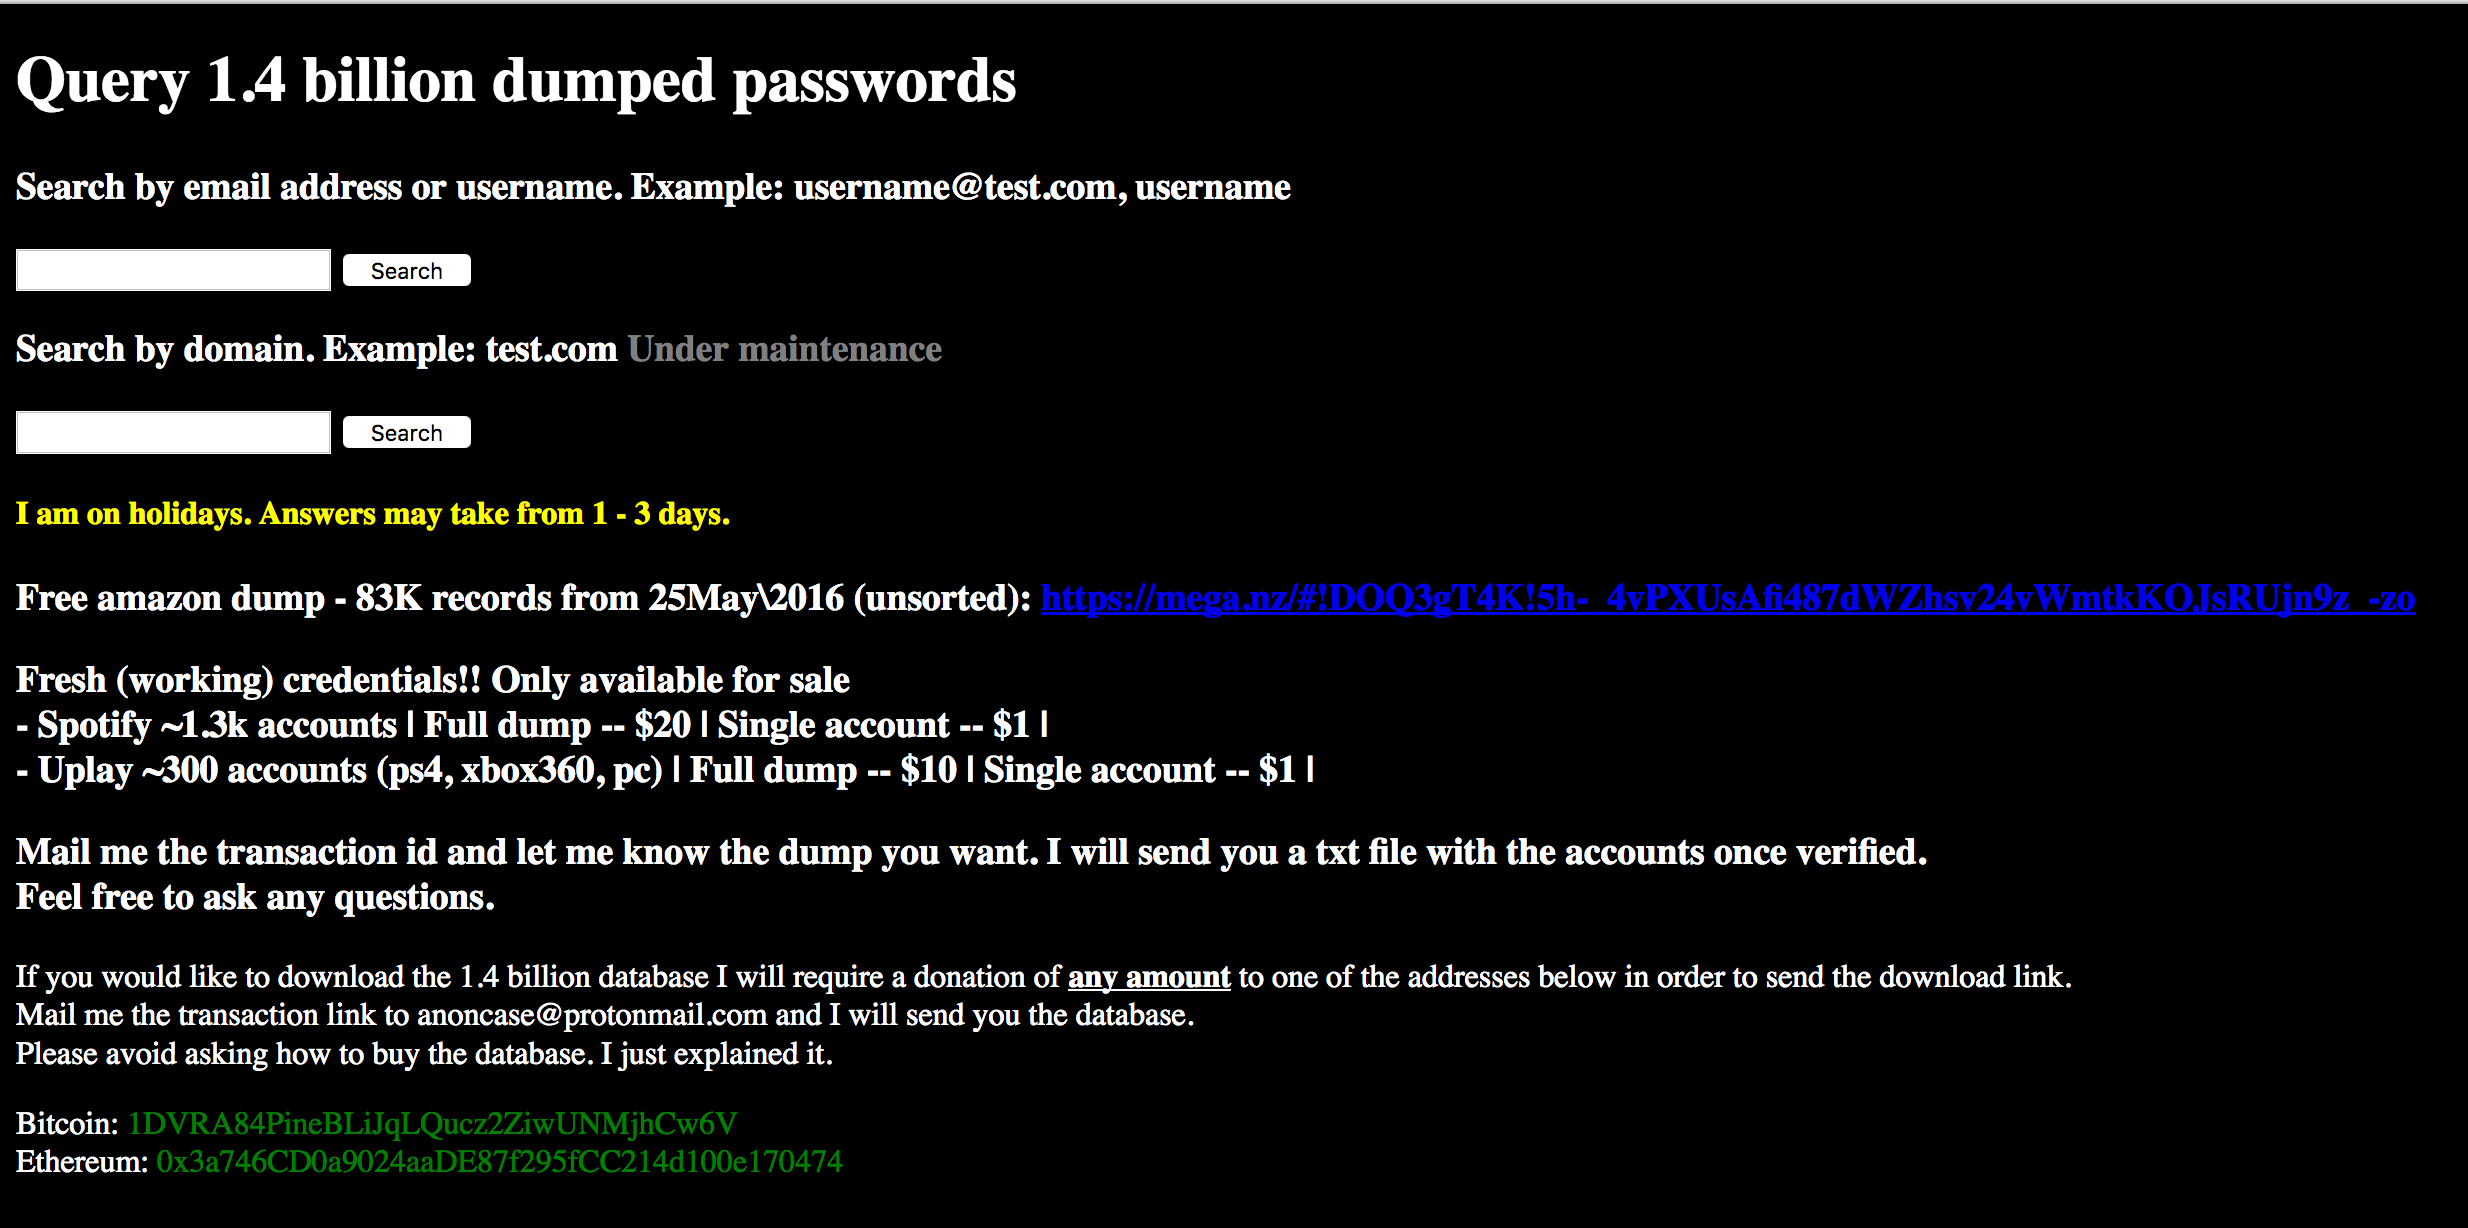 Query 1.4 billion dumped passwords
Search by email address or username. Example: username@test.com, username
Search
Search by domain. Example: test.com Under maintenance
Search
I am on holidays. Answers may take from 1 - 3 days.
Free amazon dump - 83K records from 25May\2016 (unsorted):
Fresh (working) credentials!! Only available for sale
- Spotify ~1.3k accounts | Full dump -- $20 | Single account -- $1 |
- Uplay ~300 accounts (ps4, xbox360, pc) | Full dump -- $10 | Single account -- $1 |
Mail me the transaction id and let me know the dump you want. I will send you a txt file with the accounts once verified.
Feel free to ask any questions.
If you would like to download the 1.4 billion database I will require a donation of any amount to one of the addresses below in order to send the download link.
Mail me the transaction link to anoncase@protonmail.com and I will send you the database.
Please avoid asking how to buy the database. I just explained it.
Bitcoin: 1DVRA84PineBLiJqLQucz2ZiwUNMjhCw6V
Ethereum: 0x3a746CD0a9024aaDE87f295fCC214d100e170474